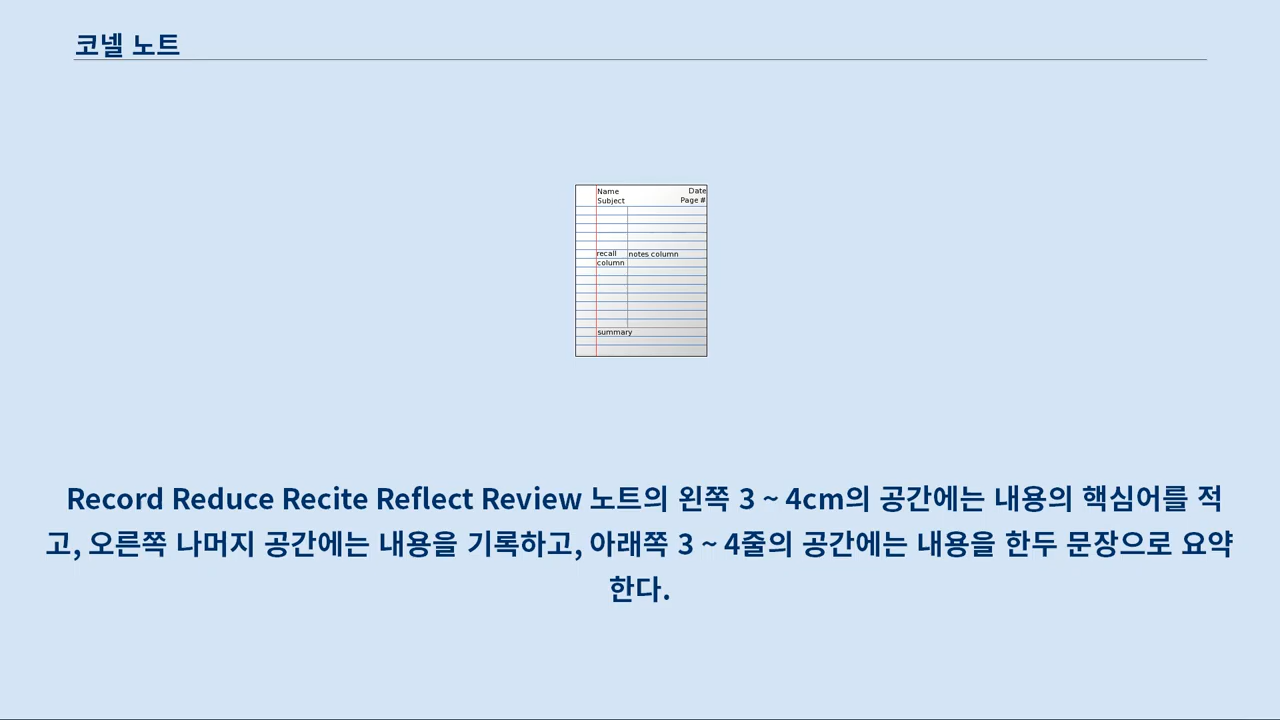 코넬 노트
Name Date
Subject Page #
recall notes column
column
summary
Record Reduce Recite Reflect Review 노트의 왼쪽 3 ~ 4cm의 공간에는 내용의 핵심어를 적
고, 오른쪽 나머지 공간에는 내용을 기록하고, 아래쪽 3 ~ 4줄의 공간에는 내용을 한두 문장으로 요약
한다.